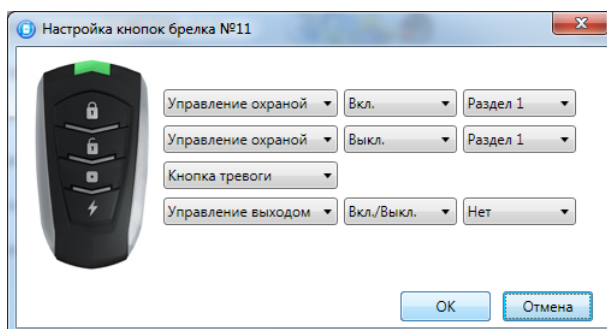 Настройка кнопок брелка №11
Управление охраной Вкл. Раздел 1
Управление охраной Выкл. Раздел 1
Кнопка тревоги
Управление выходом Вкл./Выкл. Нет
OK Отмена